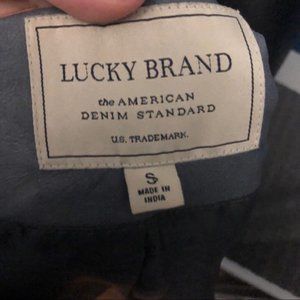 LUCKY BRAND
the AMERICAN
DENIM STANDARD
U.S. TRADEMARK.
S
MADE IN
INDIA